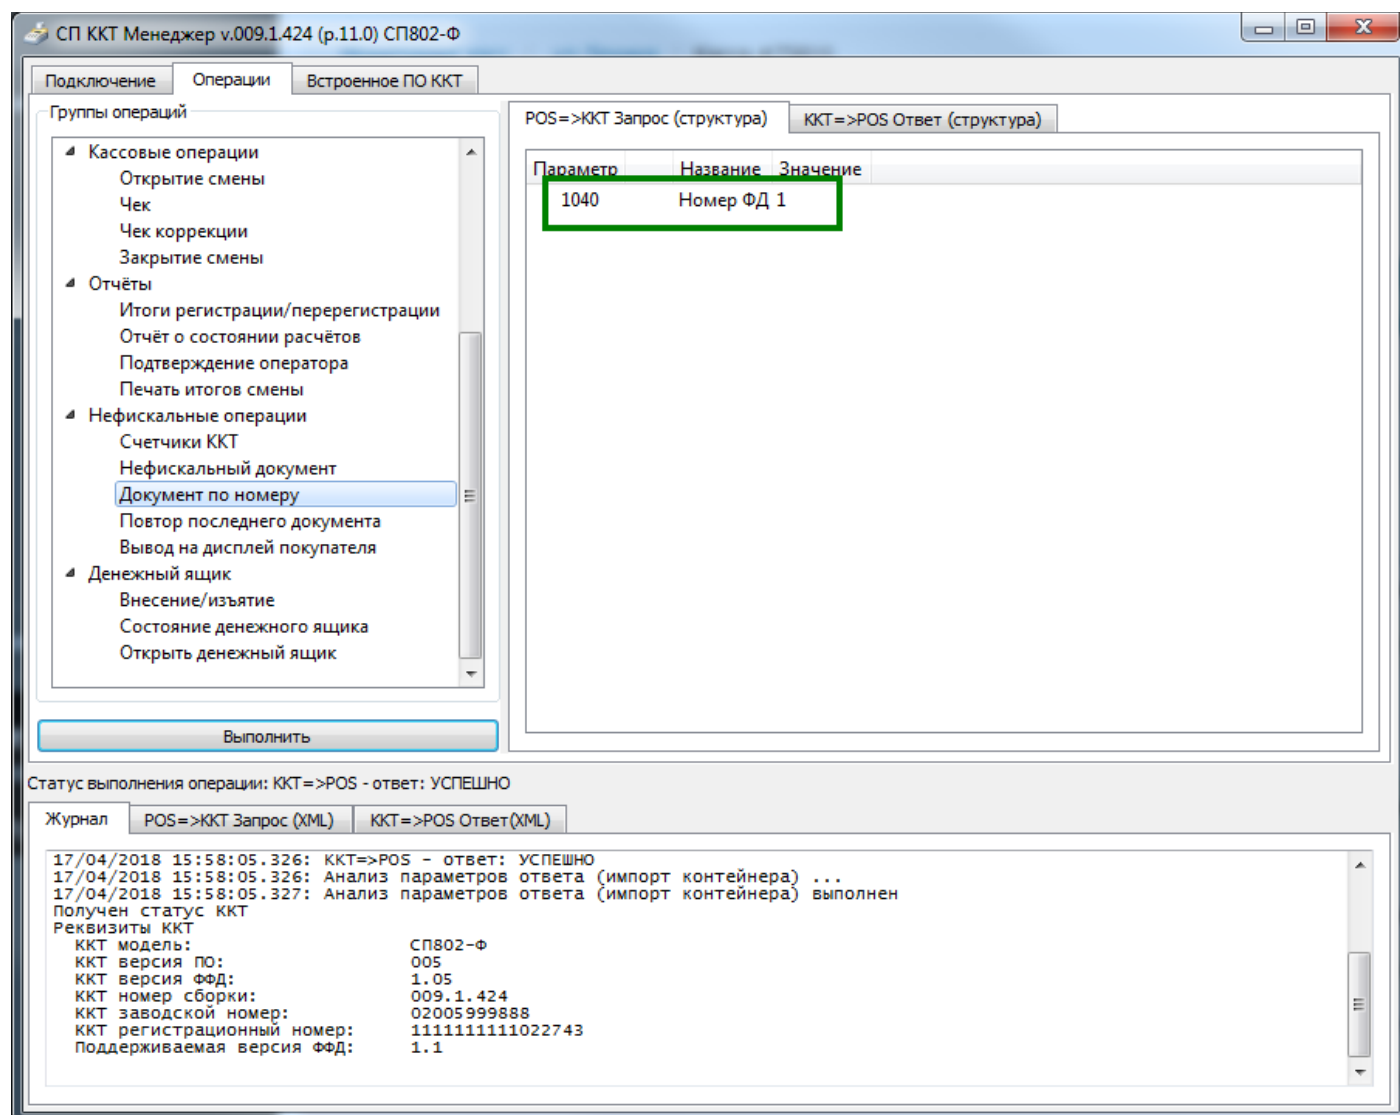 СП ККТ Менеджер v.009.1.424 (р.11.0) СП802-Ф
Подключение Операции Встроенное ПО ККТ
Группы операций
Кассовые операции
Открытие смены
Чек
Чек коррекции
Закрытие смены
Отчёты
Итоги регистрации/перерегистрации
Отчёт о состоянии расчётов
Подтверждение оператора
Печать итогов смены
Нефискальные операции
Счетчики ККТ
Нефискальный документ
Документ по номеру
Повтор последнего документа
Вывод на дисплей покупателя
Денежный ящик
Внесение/изъятие
Состояние денежного ящика
Открыть денежный ящик
Выполнить
POS=>ККТ Запрос (структура) ККТ=>POS Ответ (структура)
Параметр Название Значение
1040 Номер ФД 1
Статус выполнения операции: ККТ=>POS - ответ: УСПЕШНО
Журнал POS=>ККТ Запрос (XML) ККТ=>POS Ответ(XML)
17/04/2018 15:58:05.326: ККТ=>POS - ответ: УСПЕШНО
17/04/2018 15:58:05.326: Анализ параметров ответа (импорт контейнера) ...
17/04/2018 15:58:05.327: Анализ параметров ответа (импорт контейнера) выполнен
Получен статус ККТ
Реквизиты ККТ
ККТ модель: СП802-Ф
ККТ версия ПО: 005
ККТ версия ФФД: 1.05
ККТ номер сборки: 009.1.424
ККТ заводской номер: 02005999888
ККТ регистрационный номер: 1111111111022743
Поддерживаемая версия ФФД: 1.1